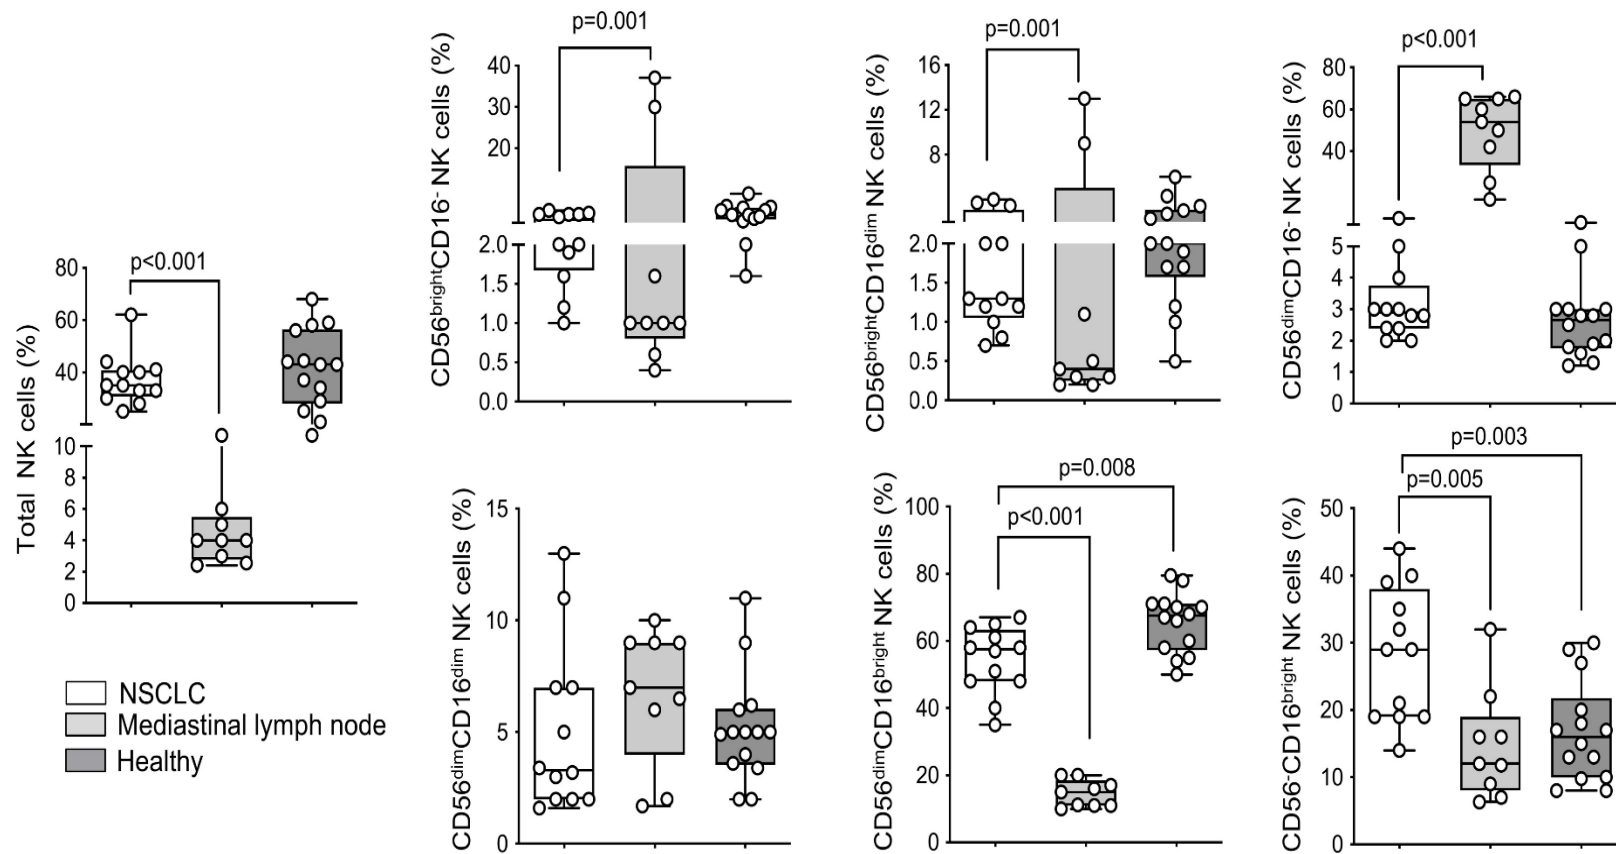 Total NK cells (%)
80
60
40
10
8
6
4
2
0
p<0.001
NSCLC
Mediastinal lymph node
Healthy
CD56brightCD16- NK cells (%)
40
30
20
2.0
1.5
1.0
0.5
0.0
p=0.001
CD56brightCD16dim NK cells (%)
16
12
8
2.0
1.5
1.0
0.5
0.0
p=0.001
CD56dimCD16- NK cells (%)
80
60
40
5
4
3
2
1
0
p<0.001
CD56dimCD16dim NK cells (%)
15
10
5
0
CD56dimCD16bright NK cells (%)
100
80
60
40
20
0
p=0.008
p<0.001
CD56-CD16bright NK cells (%)
50
40
30
20
10
0
p=0.003
p=0.005